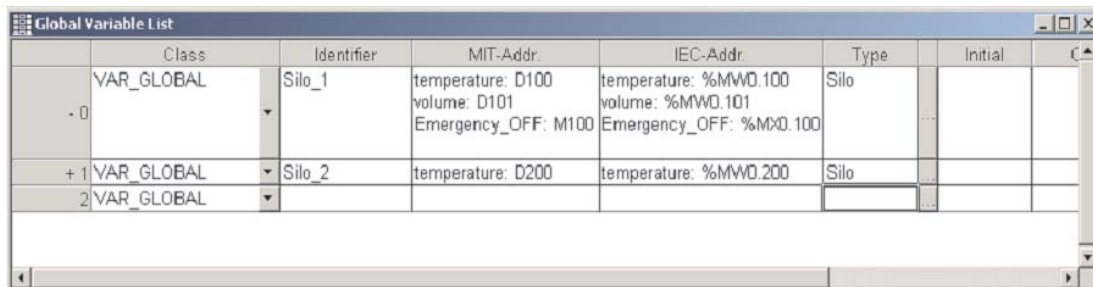 Global Variable List
Class Identifier MIT-Addr. IEC-Addr. Type Initial
- 0 VAR_GLOBAL Silo_1 temperature: D100 temperature: %MW0.100 Silo ...
volume: D101 volume: %MW0.101
Emergency_OFF: M100 Emergency_OFF: %MX0.100
+ 1 VAR_GLOBAL Silo_2 temperature: D200 temperature: %MW0.200 Silo ...
2 VAR_GLOBAL ...